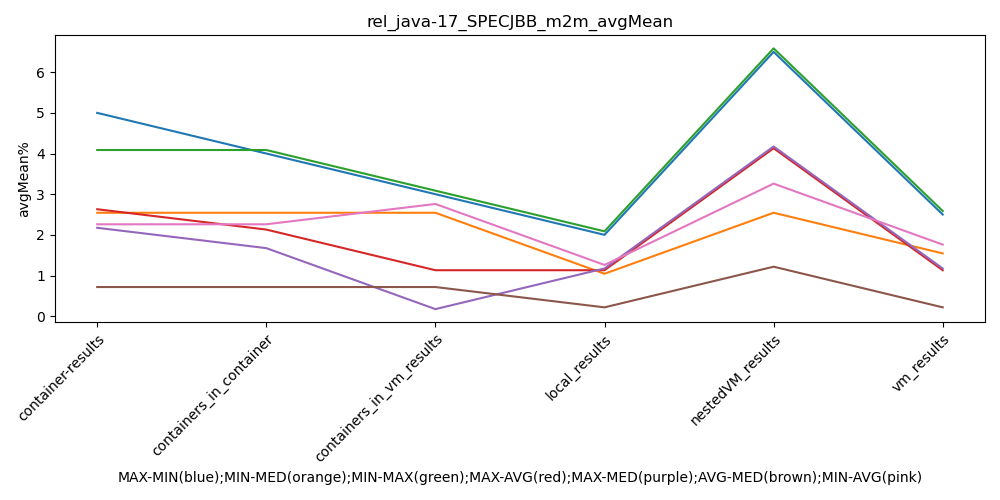 rel_java-17_SPECJBB_m2m_avgMean
avgMean%
6
5
4
3
2
1
0
container-results
containers_in_container
containers_in_vm_results
local_results
nestedVM_results
vm_results
MAX-MIN(blue);MIN-MED(orange);MIN-MAX(green);MAX-AVG(red);MAX-MED(purple);AVG-MED(brown);MIN-AVG(pink)